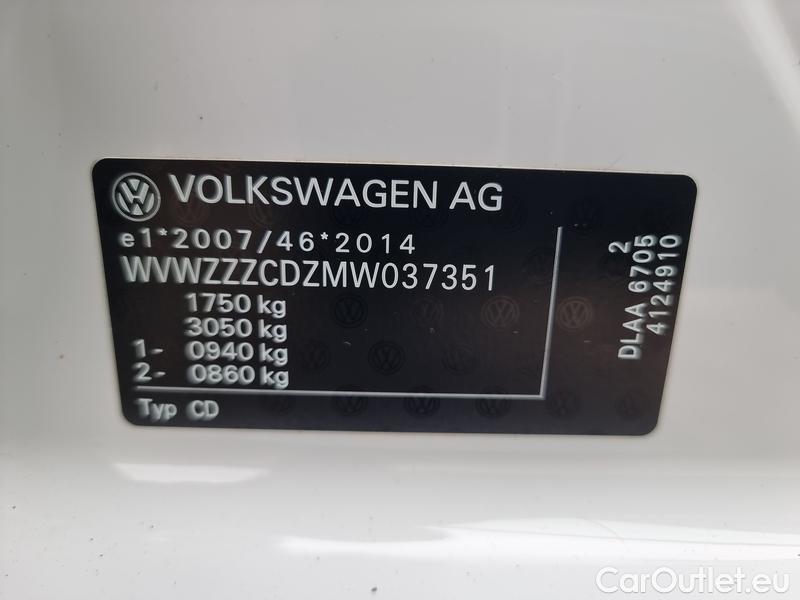 VOLKSWAGEN AG
e1*2007/46*2014
WVWZZZCDZMW037351
1750 kg
3050 kg
1- 0940 kg
2- 0860 kg
Typ CD
2
DLAA 6705
4124910
CarOutlet.eu